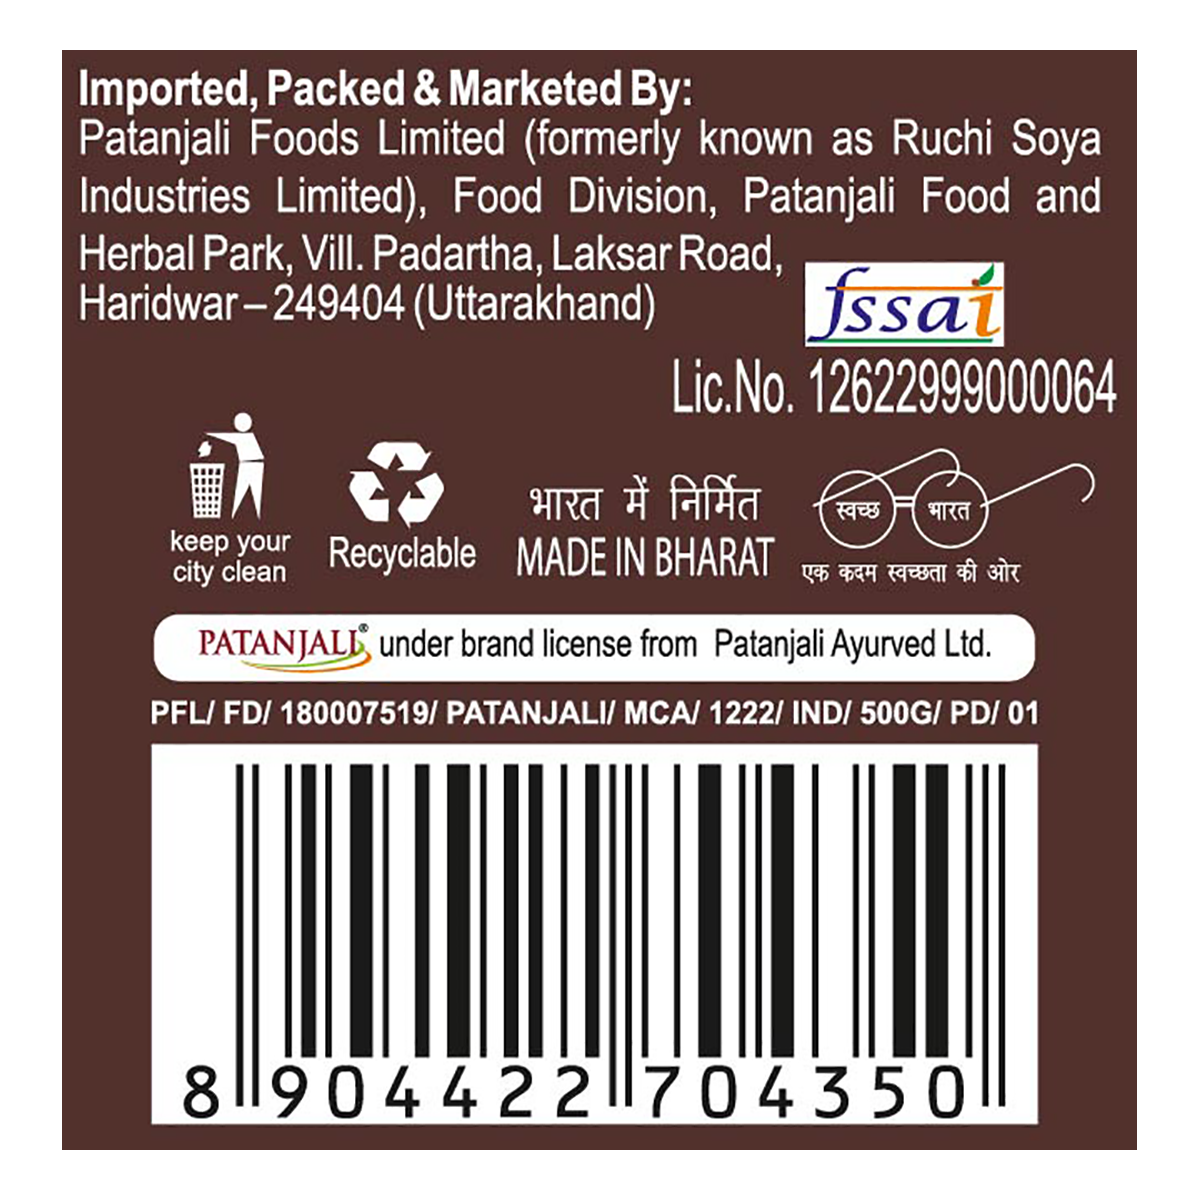 Imported, Packed & Marketed By:
Patanjali Foods Limited (formerly known as Ruchi Soya
Industries Limited), Food Division, Patanjali Food and
Herbal Park, Vill. Padartha, Laksar Road,
Haridwar – 249404 (Uttarakhand)
fssai
Lic.No. 12622999000064
keep your
city clean
Recyclable
भारत में निर्मित
MADE IN BHARAT
स्वच्छ भारत
एक कदम स्वच्छता की ओर
PATANJALI® under brand license from Patanjali Ayurved Ltd.
PFL/ FD/ 180007519/ PATANJALI/ MCA/ 1222/ IND/ 500G/ PD/ 01
8 904422 704350